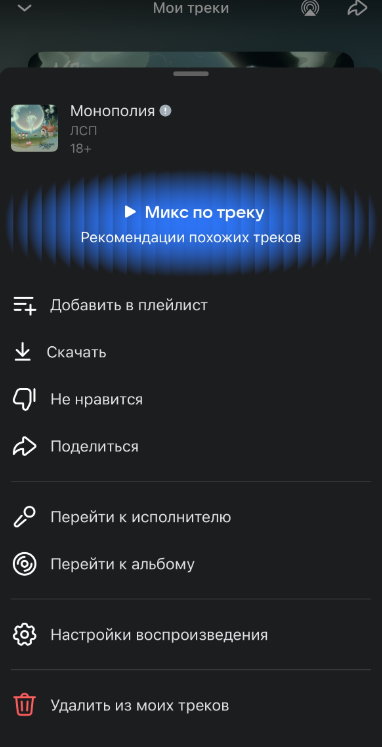 Мои треки
Монополия
ЛСП
18+
Микс по треку
Рекомендации похожих треков
Добавить в плейлист
Скачать
Не нравится
Поделиться
Перейти к исполнителю
Перейти к альбому
Настройки воспроизведения
Удалить из моих треков